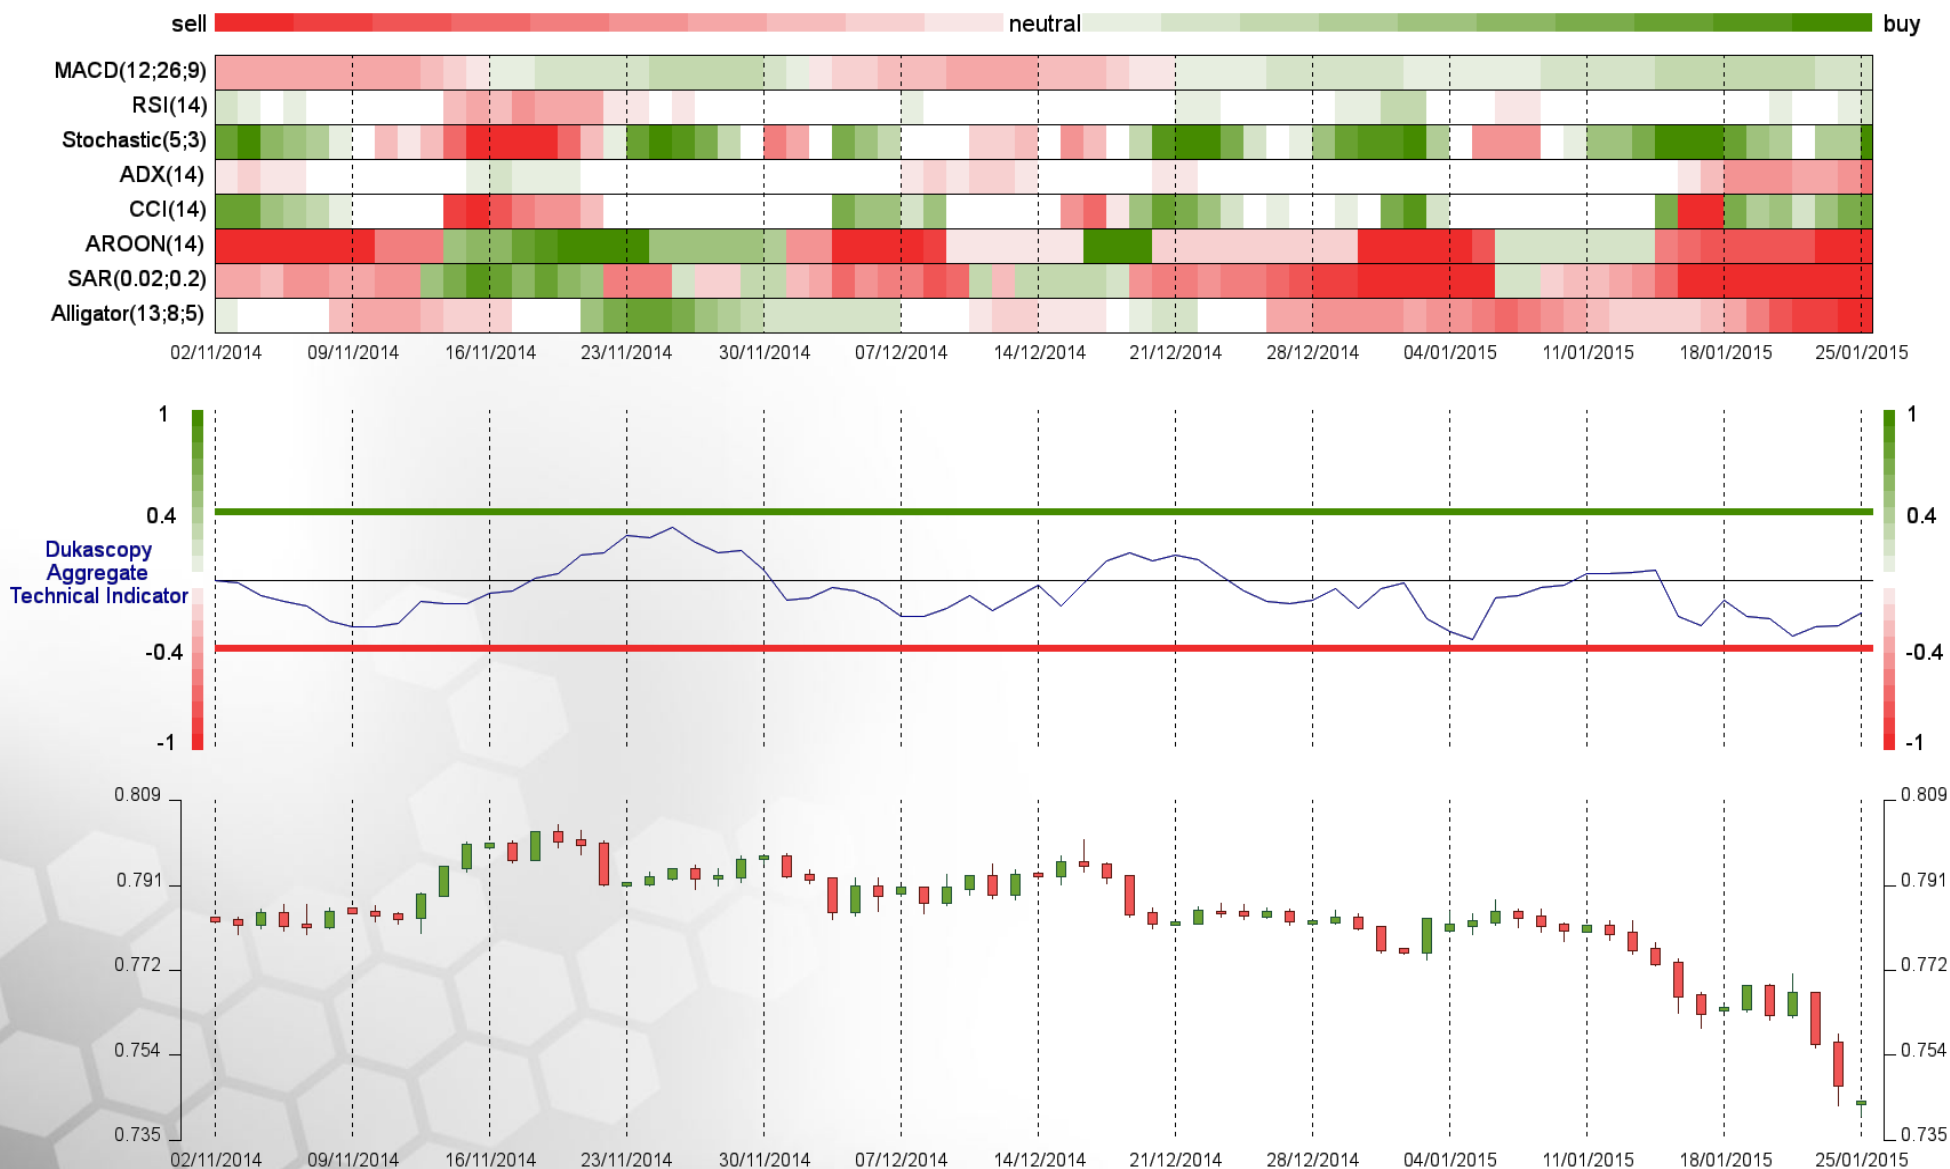 sell neutral buy
MACD(12;26;9)
RSI(14)
Stochastic(5;3)
ADX(14)
CCI(14)
AROON(14)
SAR(0.02;0.2)
Alligator(13;8;5)
02/11/2014 09/11/2014 16/11/2014 23/11/2014 30/11/2014 07/12/2014 14/12/2014 21/12/2014 28/12/2014 04/01/2015 11/01/2015 18/01/2015 25/01/2015
1 1
0.4 0.4
Dukascopy
Aggregate
Technical Indicator
-0.4 -0.4
-1 -1
0.809 0.809
0.791 0.791
0.772 0.772
0.754 0.754
0.735 0.735
02/11/2014 09/11/2014 16/11/2014 23/11/2014 30/11/2014 07/12/2014 14/12/2014 21/12/2014 28/12/2014 04/01/2015 11/01/2015 18/01/2015 25/01/2015